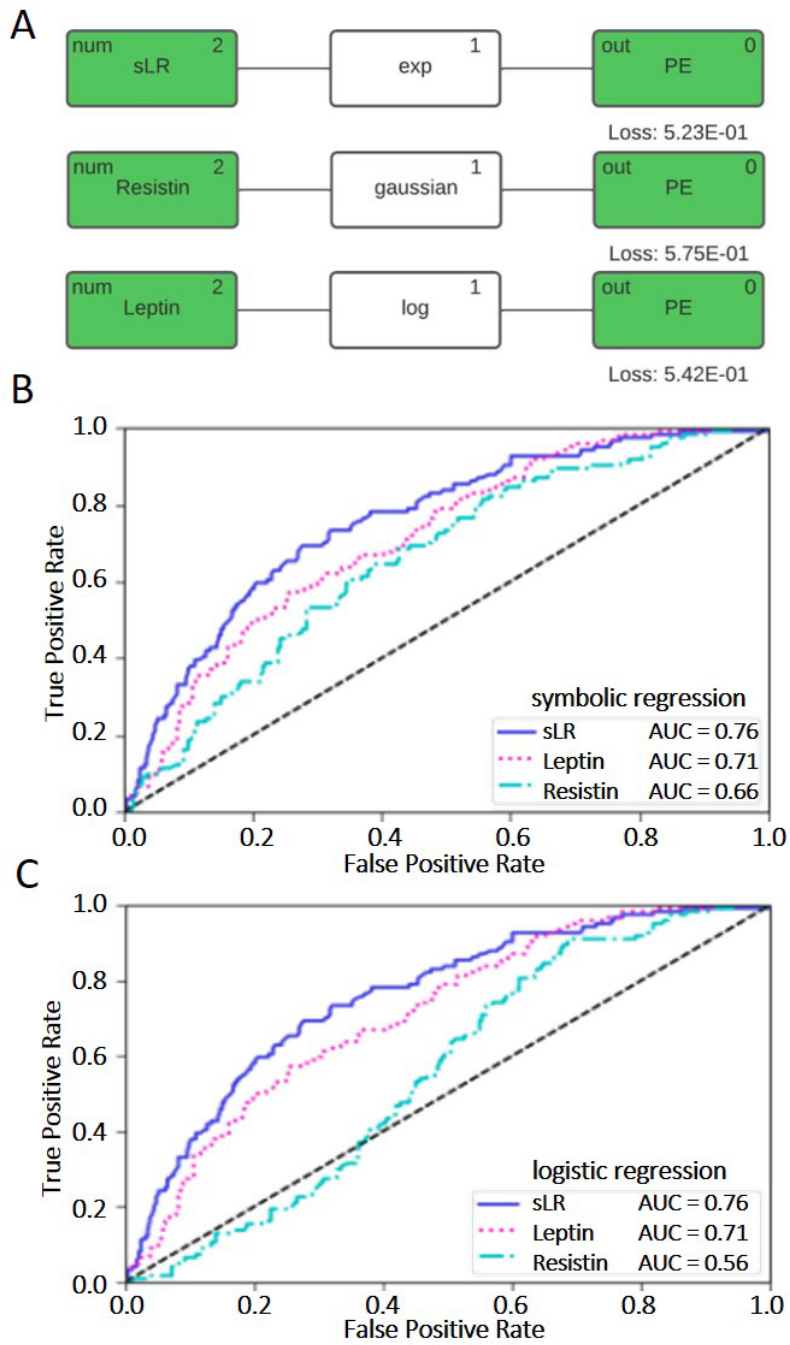 A
num 2 1 out 0
sLR exp PE
Loss: 5.23E-01
num 2 1 out 0
Resistin gaussian PE
Loss: 5.75E-01
num 2 1 out 0
Leptin log PE
Loss: 5.42E-01
B
1.0
0.8
0.6
0.4
0.2
0.0
True Positive Rate
symbolic regression
sLR AUC = 0.76
Leptin AUC = 0.71
Resistin AUC = 0.66
0.0 0.2 0.4 0.6 0.8 1.0
False Positive Rate
C
1.0
0.8
0.6
0.4
0.2
0.0
True Positive Rate
logistic regression
sLR AUC = 0.76
Leptin AUC = 0.71
Resistin AUC = 0.56
0.0 0.2 0.4 0.6 0.8 1.0
False Positive Rate